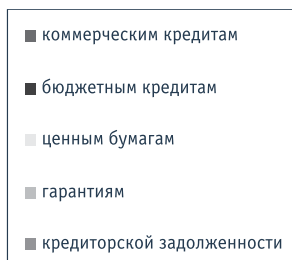 коммерческим кредитам
бюджетным кредитам
ценным бумагам
гарантиям
кредиторской задолженности